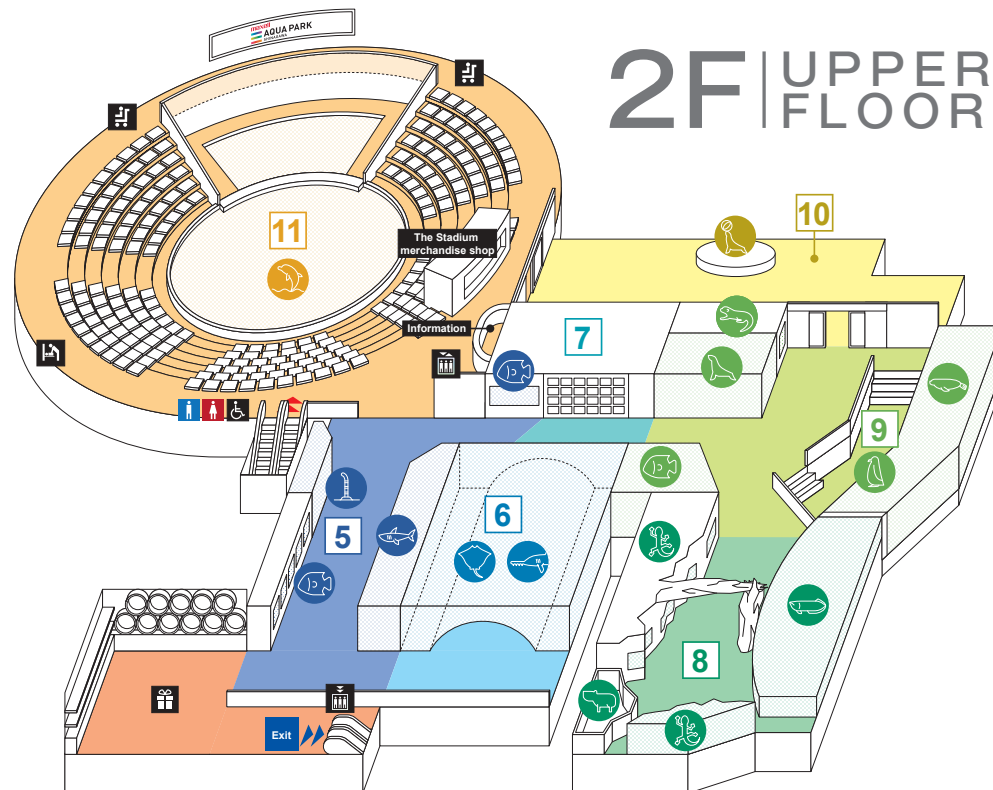 maxell
AQUA PARK
SHINAGAWA
2F
UPPER
FLOOR
10
11
The Stadium
merchandise shop
Information
7
9
6
5
8
Exit